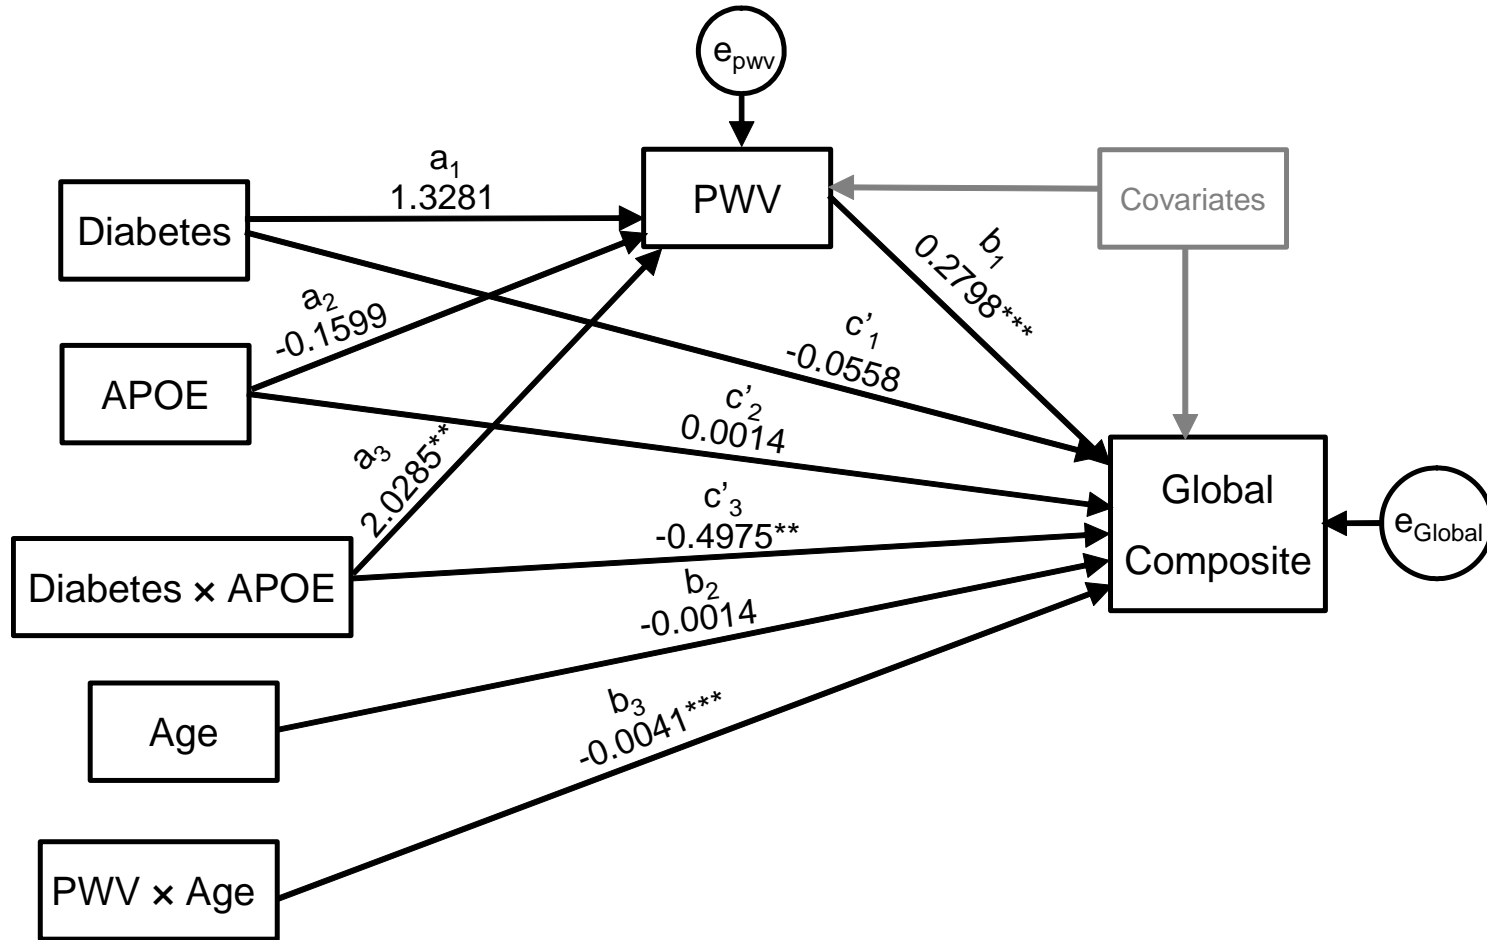 e_pwv
a₁
1.3281
PWV
Covariates
Diabetes
b₁
0.2798***
a₂
-0.1599
c'₁
-0.0558
APOE
c'₂
0.0014
a₃
2.0285**
c'₃
-0.4975**
Global
Composite
e_Global
Diabetes × APOE
b₂
-0.0014
Age
b₃
-0.0041***
PWV × Age